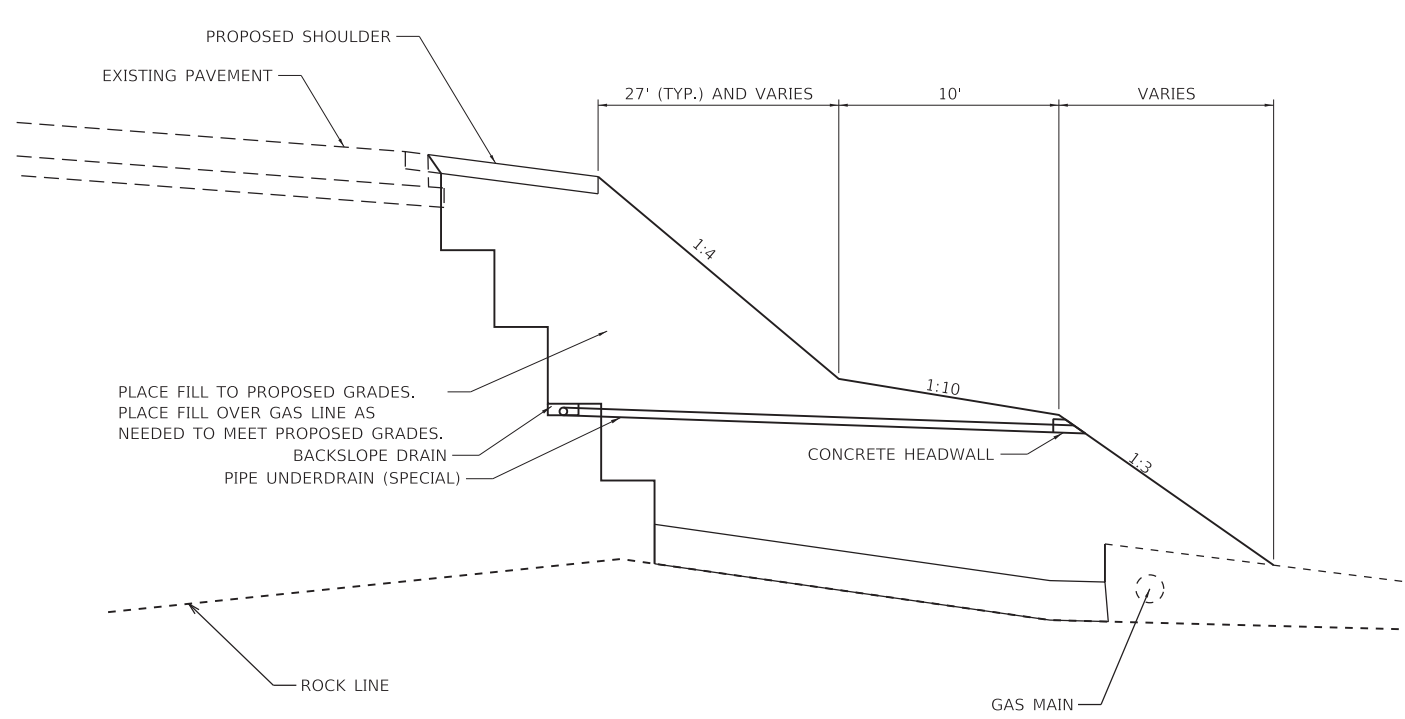 PROPOSED SHOULDER
EXISTING PAVEMENT
27' (TYP.) AND VARIES
10'
VARIES
1:4
1:10
PLACE FILL TO PROPOSED GRADES.
PLACE FILL OVER GAS LINE AS
NEEDED TO MEET PROPOSED GRADES.
BACKSLOPE DRAIN
PIPE UNDERDRAIN (SPECIAL)
CONCRETE HEADWALL
1:3
ROCK LINE
GAS MAIN